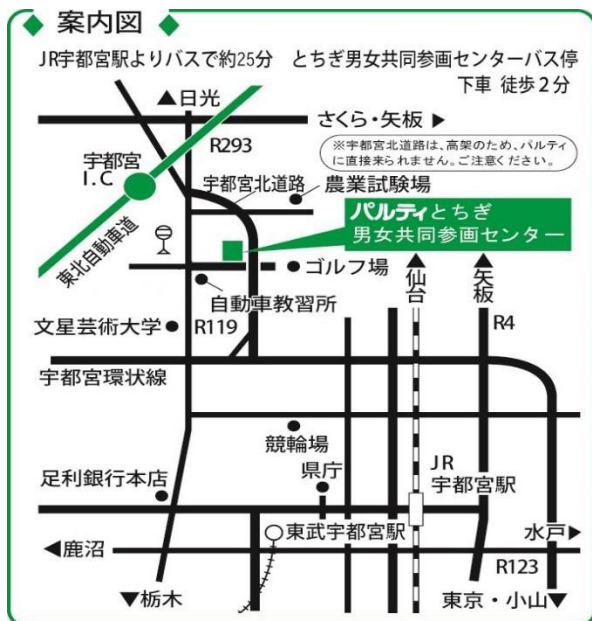 案内図
JR宇都宮駅よりバスで約25分 とちぎ男女共同参画センターバス停
下車 徒歩2分
▲日光
さくら・矢板 ▶
R293
※宇都宮北道路は、高架のため、パルティ
に直接来られません。ご注意ください。
宇都宮
I.C
宇都宮北道路
農業試験場
パルティとちぎ
男女共同参画センター
東北自動車道
ゴルフ場
▲仙台
▲矢板
自動車教習所
文星芸術大学
R119
R4
宇都宮環状線
競輪場
県庁
JR
宇都宮駅
足利銀行本店
東武宇都宮駅
水戸▶
◀鹿沼
R123
▼栃木
東京・小山▼